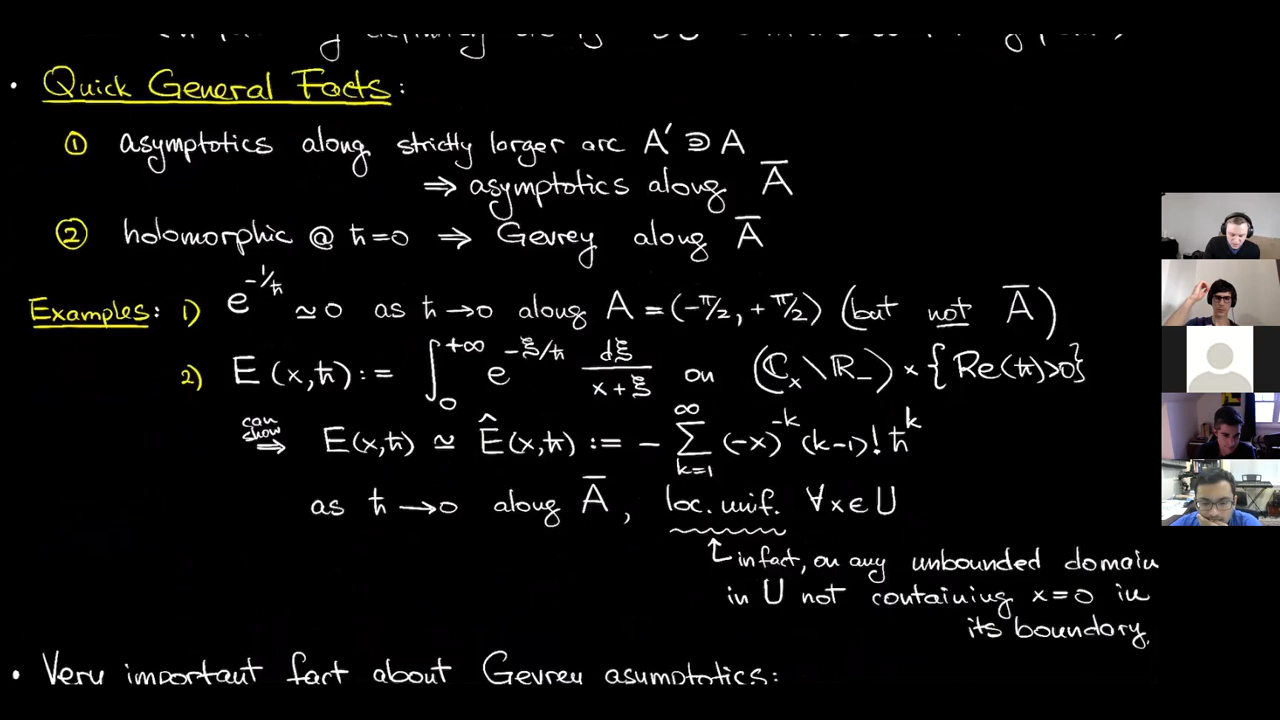 • Quick General Facts:
① asymptotics along strictly larger arc A′ ⋑ A
⇒ asymptotics along A̅
② holomorphic @ ħ=0 ⇒ Gevrey along A̅
Examples: 1) e^{-1/ħ} ≃ 0 as ħ→0 along A = (-π/2, +π/2) (but not A̅)
2) E(x,ħ) := ∫_0^{+∞} e^{-ξ/ħ} dξ/(x+ξ) on (ℂ_x \ ℝ_-) × {Re(ħ)>0}
can show ⇒ E(x,ħ) ≃ Ê(x,ħ) := - ∑_{k=1}^{∞} (-x)^{-k} (k-1)! ħ^k
as ħ→0 along A̅, loc. unif. ∀x∈U
in fact, on any unbounded domain
in U not containing x=0 in
its boundary.
• Very important fact about Gevrey asymptotics: